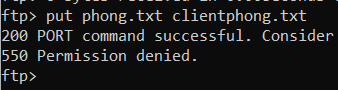 ftp> put phong.txt clientphong.txt
200 PORT command successful. Consider
550 Permission denied.
ftp>